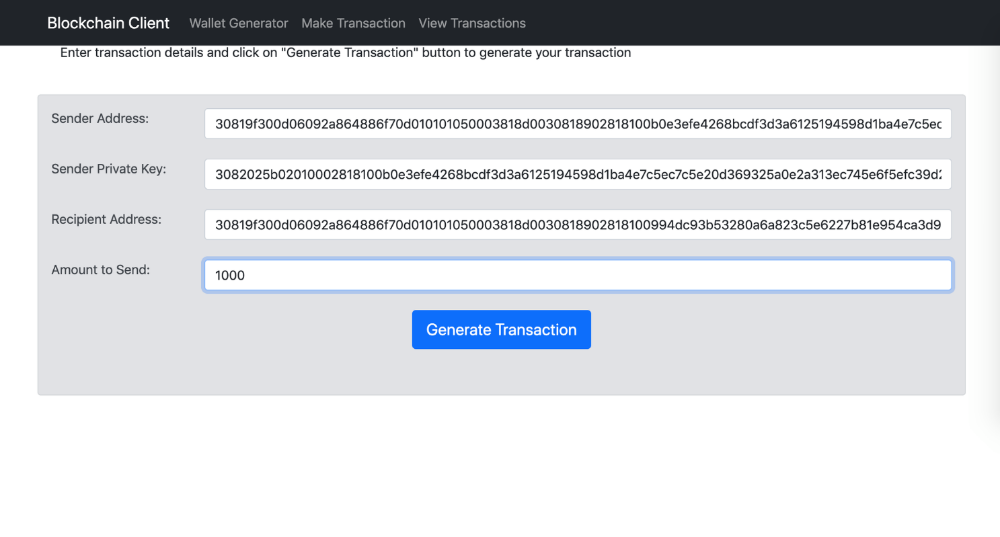 Blockchain Client Wallet Generator Make Transaction View Transactions
Enter transaction details and click on "Generate Transaction" button to generate your transaction
Sender Address: 30819f300d06092a864886f70d010101050003818d0030818902818100b0e3efe4268bcdf3d3a6125194598d1ba4e7c5ec
Sender Private Key: 3082025b02010002818100b0e3efe4268bcdf3d3a6125194598d1ba4e7c5ec7c5e20d369325a0e2a313ec745e6f5efc39d2
Recipient Address: 30819f300d06092a864886f70d010101050003818d0030818902818100994dc93b53280a6a823c5e6227b81e954ca3d9
Amount to Send: 1000
Generate Transaction